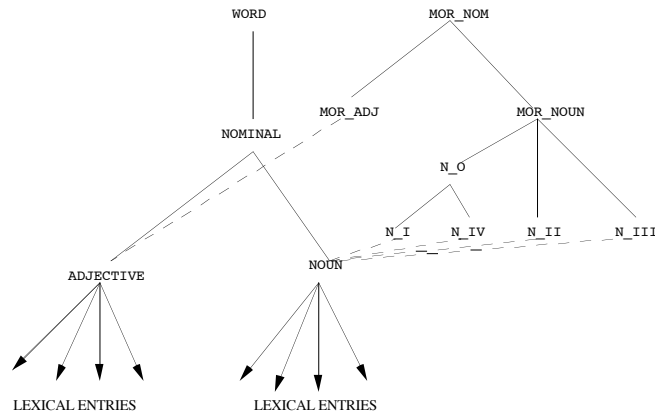 WORD MOR_NOM
MOR_ADJ MOR_NOUN
NOMINAL
N_O
N_I N_IV N_II N_III
NOUN
ADJECTIVE
LEXICAL ENTRIES LEXICAL ENTRIES